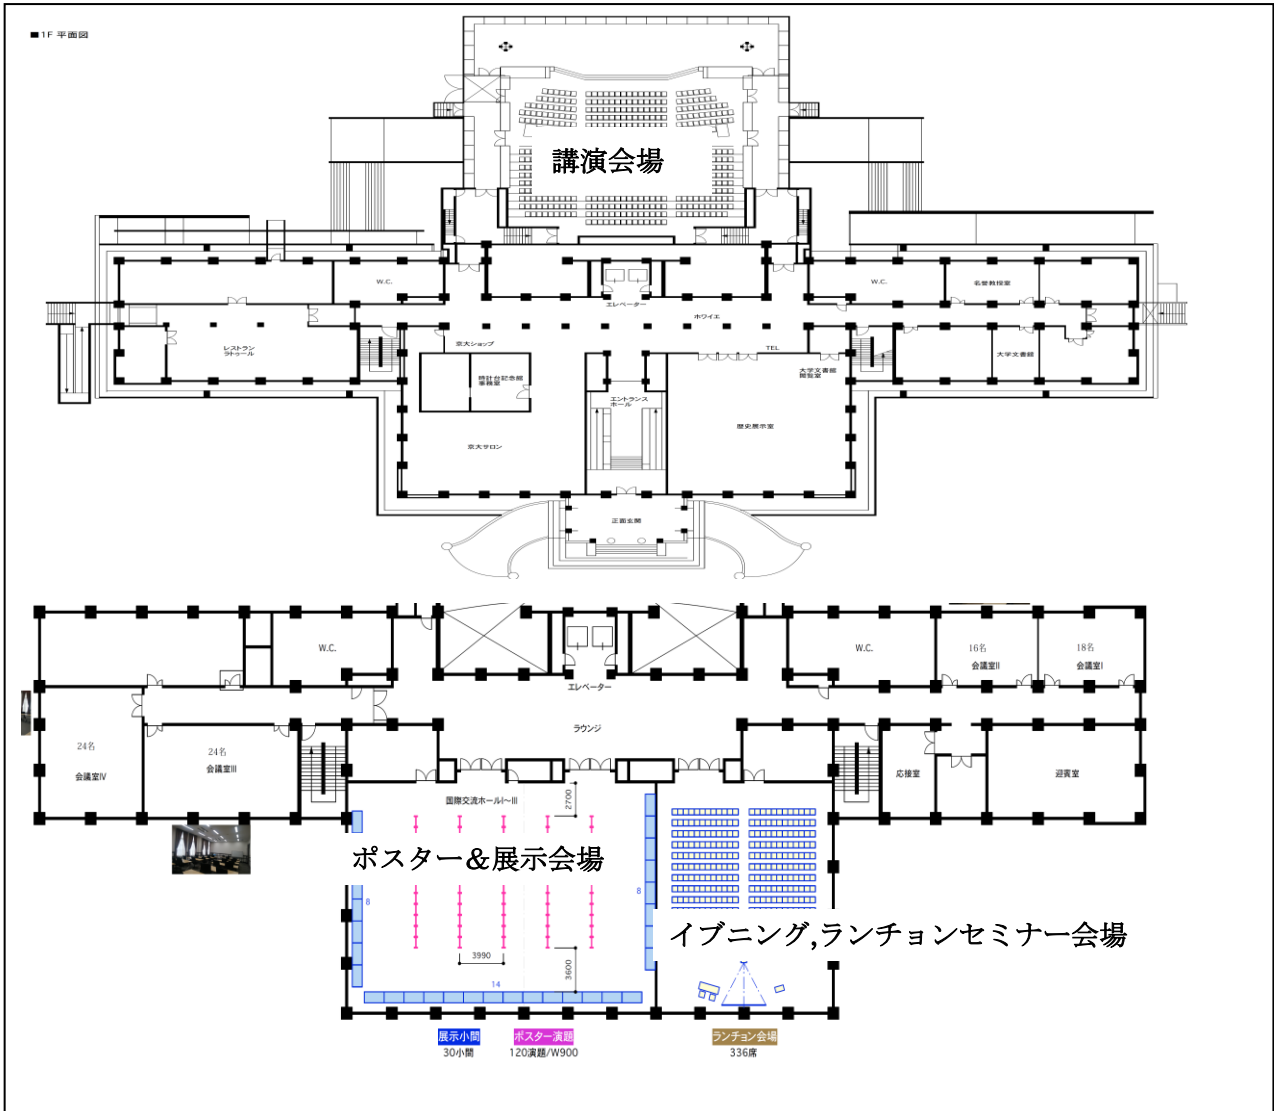 ■1F 平面図
講演会場
W.C.
エレベーター
ホワイエ
W.C.
名誉教授室
レストラン
ラトゥール
京大ショップ
時計台記念館
事務室
TEL
大学文書館
閲覧室
大学文書館
エントランス
ホール
歴史展示室
京大サロン
正面玄関
W.C.
エレベーター
ラウンジ
W.C.
16名
会議室II
18名
会議室I
24名
会議室IV
24名
会議室III
応接室
迎賓室
国際交流ホールI〜III
2700
ポスター&展示会場
8
8
イブニング,ランチョンセミナー会場
3990
3600
14
展示小間
30小間
ポスター演題
120演題/W900
ランチョン会場
336席